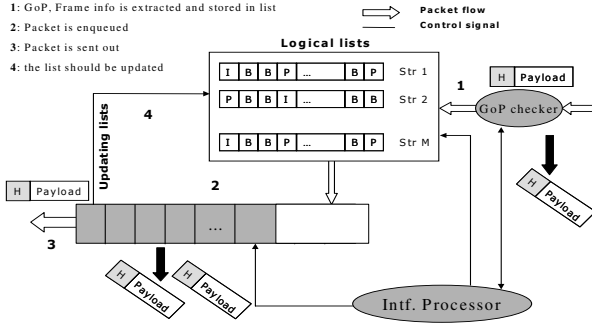 1: GoP, Frame info is extracted and stored in list
2: Packet is enqueued
3: Packet is sent out
4: the list should be updated
Packet flow
Control signal
Logical lists
I B B P ... B P Str 1
P B B I ... B B Str 2
I B B P ... B P Str M
1
H Payload
GoP checker
H Payload
4
Updating lists
H Payload
2
...
3
H Payload
H Payload
Intf. Processor